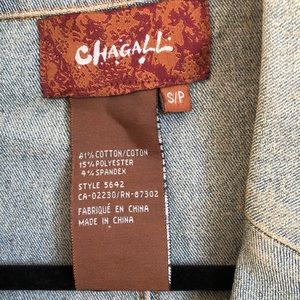 CHAGALL
S/P
81% COTTON/COTON
15% POLYESTER
4% SPANDEX
STYLE 5642
CA-02230/RN-87302
FABRIQUÉ EN CHINA
MADE IN CHINA